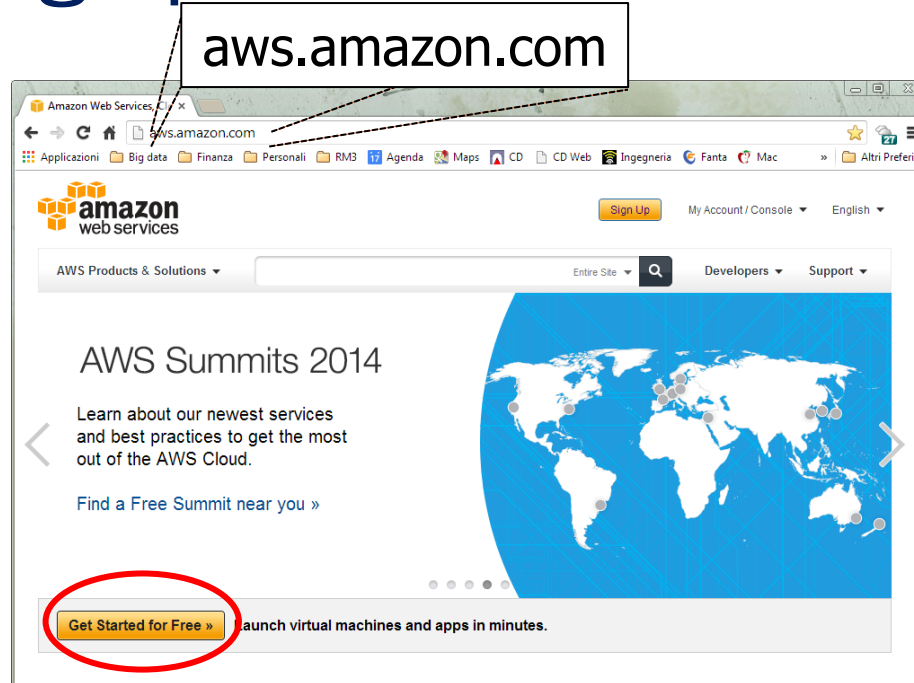 aws.amazon.com
Amazon Web Services, Cl
aws.amazon.com
27
Applicazioni Big data Finanza Personali RM3 17 Agenda Maps CD CD Web Ingegneria Fanta Mac » Altri Preferi
amazon
web services
Sign Up My Account / Console English
AWS Products & Solutions Entire Site Developers Support
AWS Summits 2014
Learn about our newest services
and best practices to get the most
out of the AWS Cloud.
Find a Free Summit near you »
Get Started for Free » Launch virtual machines and apps in minutes.